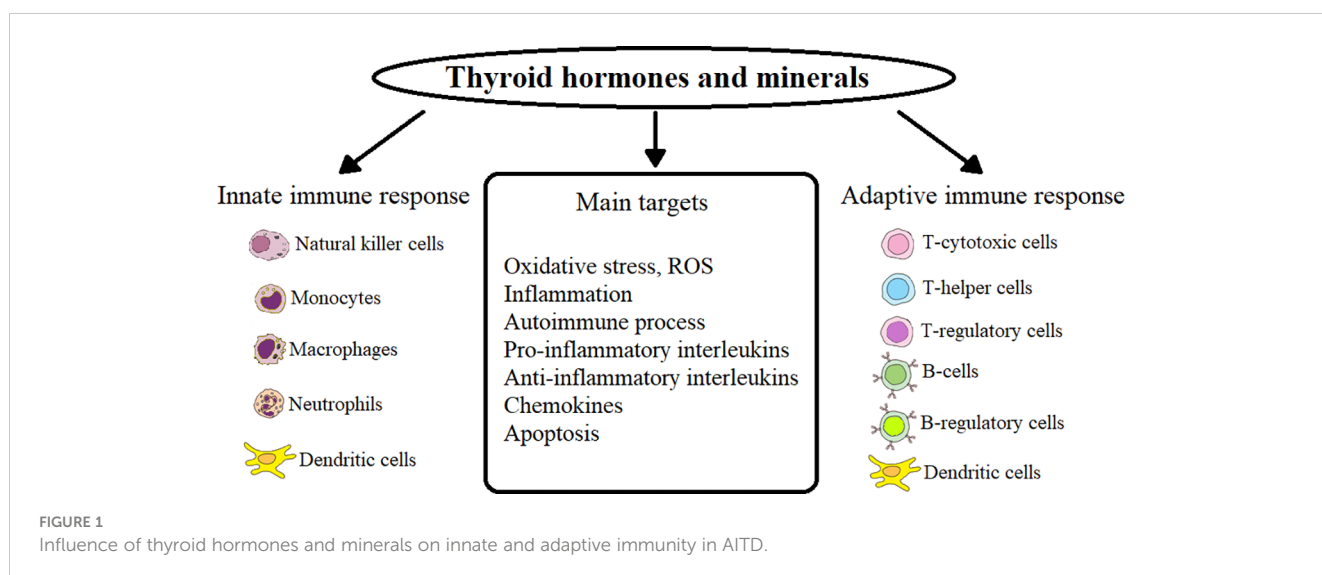 Thyroid hormones and minerals
Innate immune response
Natural killer cells
Monocytes
Macrophages
Neutrophils
Dendritic cells
Main targets
Oxidative stress, ROS
Inflammation
Autoimmune process
Pro-inflammatory interleukins
Anti-inflammatory interleukins
Chemokines
Apoptosis
Adaptive immune response
T-cytotoxic cells
T-helper cells
T-regulatory cells
B-cells
B-regulatory cells
Dendritic cells
FIGURE 1
Influence of thyroid hormones and minerals on innate and adaptive immunity in AITD.